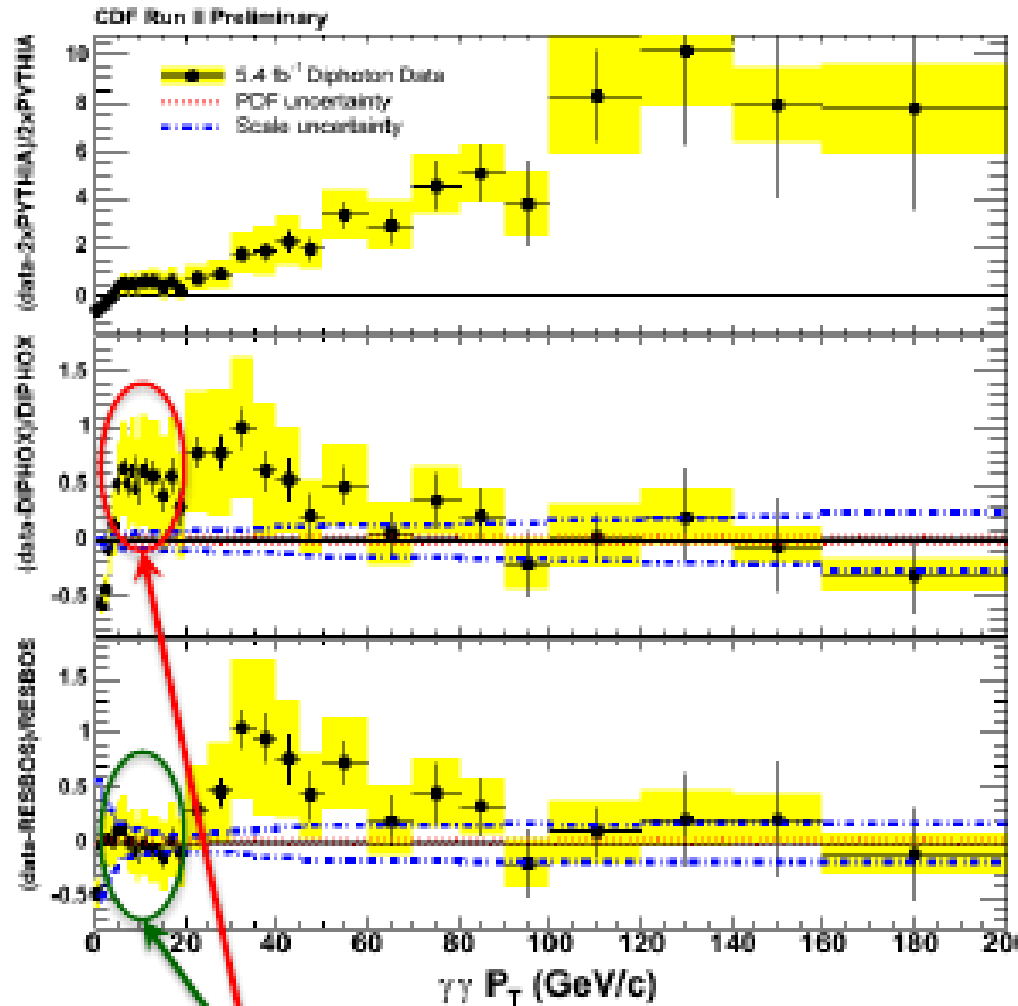 CDF Run II Preliminary
(data-2xPYTHIA)/2xPYTHIA
10
8
6
4
2
0
5.4 fb⁻¹ Diphoton Data
PDF uncertainty
Scale uncertainty
(data-DIPHOX)/DIPHOX
1.5
1
0.5
0
-0.5
(data-RESBOS)/RESBOS
1.5
1
0.5
0
-0.5
0 20 40 60 80 100 120 140 160 180 20
γγ P_T (GeV/c)